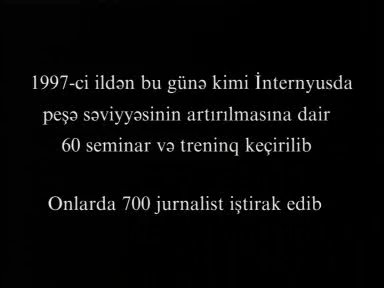 1997-ci ildən bu günə kimi İnternyusda
peşə səviyyəsinin artırılmasına dair
60 seminar və treninq keçirilib
Onlarda 700 jurnalist iştirak edib